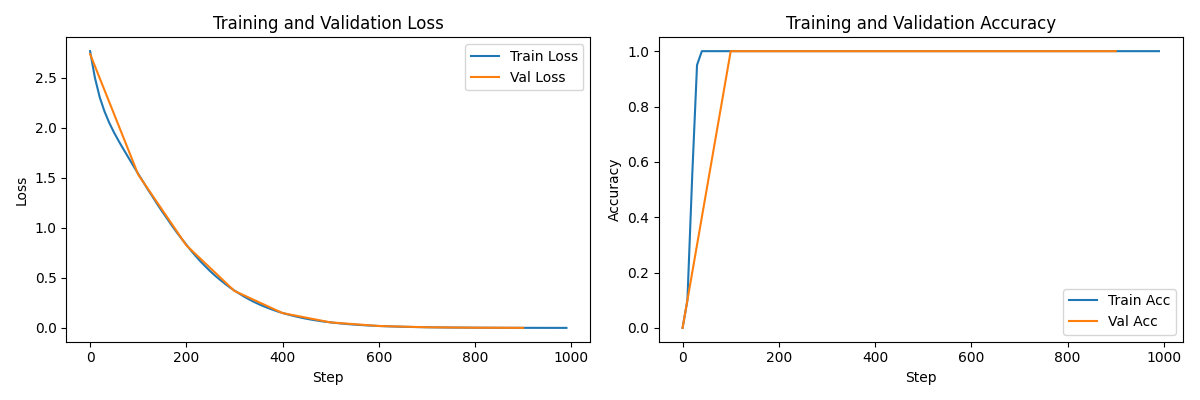 Training and Validation Loss
2.5
2.0
1.5
1.0
0.5
0.0
Loss
0 200 400 600 800 1000
Step
Train Loss
Val Loss
Training and Validation Accuracy
1.0
0.8
0.6
0.4
0.2
0.0
Accuracy
0 200 400 600 800 1000
Step
Train Acc
Val Acc